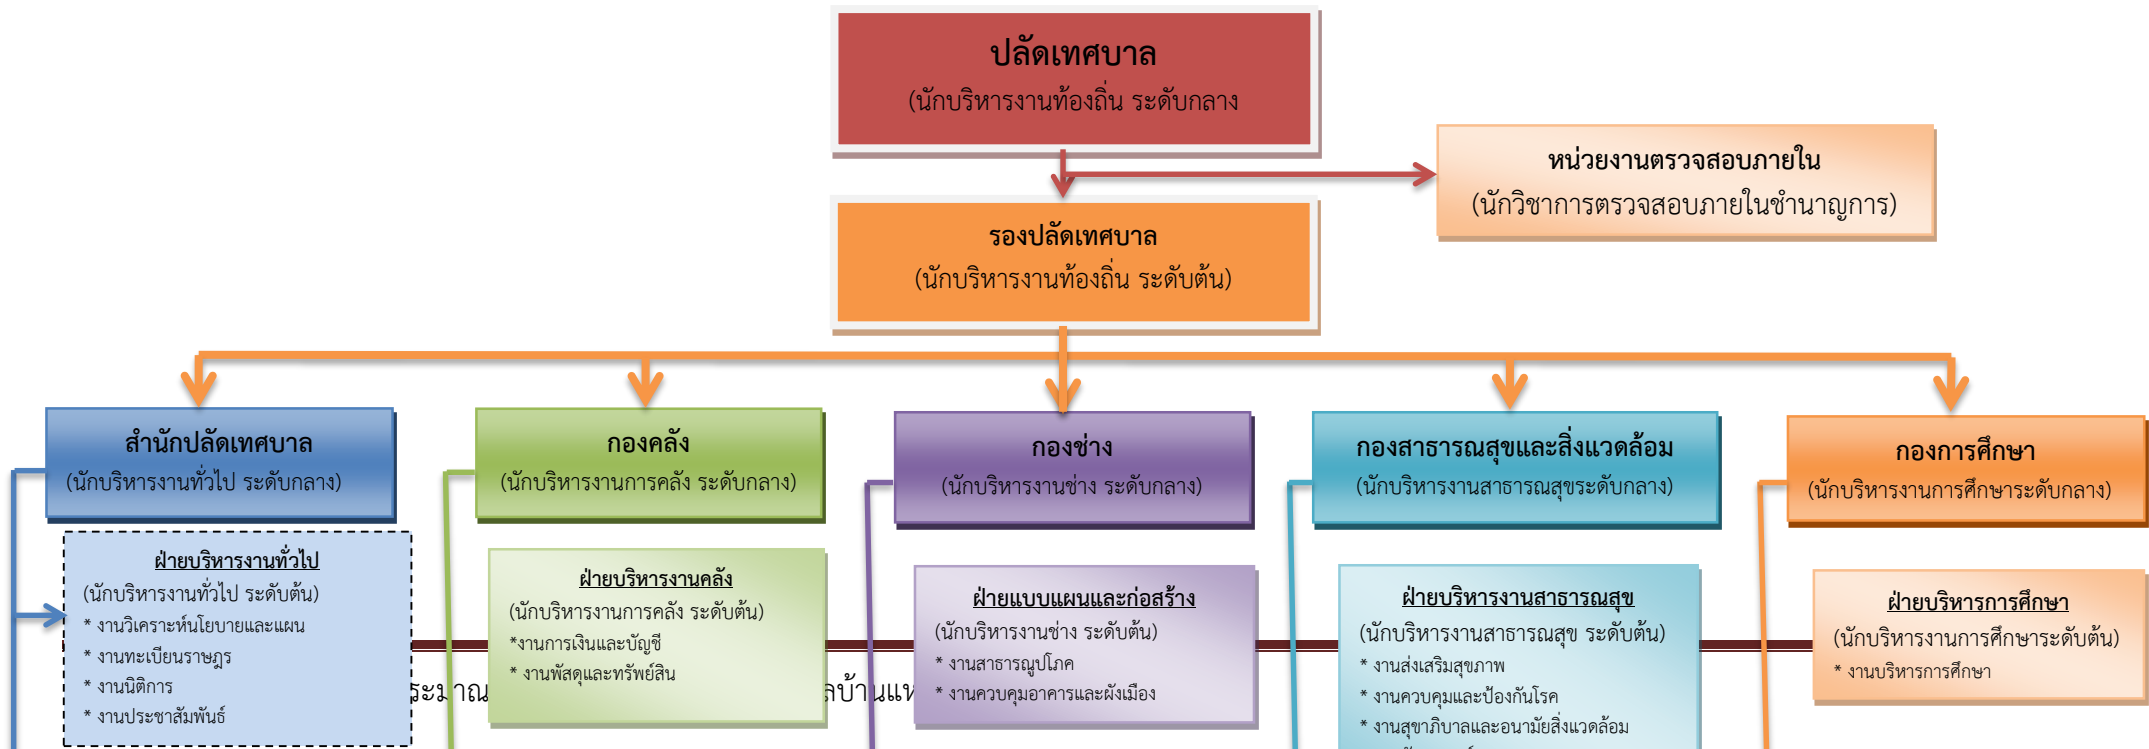 ปลัดเทศบาล
(นักบริหารงานท้องถิ่น ระดับกลาง
หน่วยงานตรวจสอบภายใน
(นักวิชาการตรวจสอบภายในชำนาญการ)
รองปลัดเทศบาล
(นักบริหารงานท้องถิ่น ระดับต้น)
สำนักปลัดเทศบาล
(นักบริหารงานทั่วไป ระดับกลาง)
กองคลัง
(นักบริหารงานการคลัง ระดับกลาง)
กองช่าง
(นักบริหารงานช่าง ระดับกลาง)
กองสาธารณสุขและสิ่งแวดล้อม
(นักบริหารงานสาธารณสุขระดับกลาง)
กองการศึกษา
(นักบริหารงานการศึกษาระดับกลาง)
ฝ่ายบริหารงานทั่วไป
(นักบริหารงานทั่วไป ระดับต้น)
* งานวิเคราะห์นโยบายและแผน
* งานทะเบียนราษฎร
* งานนิติการ
* งานประชาสัมพันธ์
ฝ่ายบริหารงานคลัง
(นักบริหารงานการคลัง ระดับต้น)
*งานการเงินและบัญชี
* งานพัสดุและทรัพย์สิน
ฝ่ายแบบแผนและก่อสร้าง
(นักบริหารงานช่าง ระดับต้น)
* งานสาธารณูปโภค
* งานควบคุมอาคารและผังเมือง
ฝ่ายบริหารงานสาธารณสุข
(นักบริหารงานสาธารณสุข ระดับต้น)
* งานส่งเสริมสุขภาพ
* งานควบคุมและป้องกันโรค
* งานสุขาภิบาลและอนามัยสิ่งแวดล้อม
ฝ่ายบริหารการศึกษา
(นักบริหารงานการศึกษาระดับต้น)
* งานบริหารการศึกษา
ระมาณ
ลบ้านแห